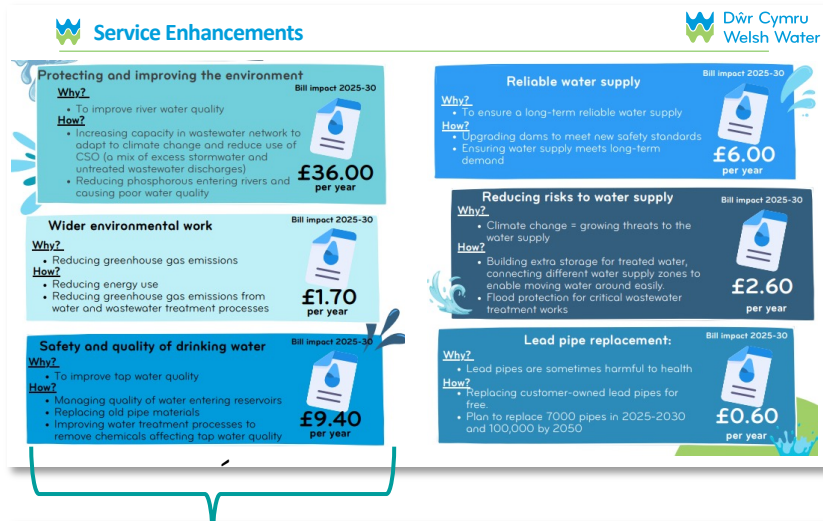 Service Enhancements
Dŵr Cymru
Welsh Water
Protecting and improving the environment
Bill impact 2025-30
Why?
• To improve river water quality
How?
• Increasing capacity in wastewater network to
adapt to climate change and reduce use of
CSO (a mix of excess stormwater and
untreated wastewater discharges)
• Reducing phosphorous entering rivers and
causing poor water quality
£36.00
per year
Wider environmental work
Bill impact 2025-30
Why?
• Reducing greenhouse gas emissions
How?
• Reducing energy use
• Reducing greenhouse gas emissions from
water and wastewater treatment processes
£1.70
per year
Safety and quality of drinking water
Bill impact 2025-30
Why?
• To improve tap water quality
How?
• Managing quality of water entering reservoirs
• Replacing old pipe materials
• Improving water treatment processes to
remove chemicals affecting tap water quality
£9.40
per year
Reliable water supply
Bill impact 2025-30
Why?
• To ensure a long-term reliable water supply
How?
• Upgrading dams to meet new safety standards
• Ensuring water supply meets long-term
demand
£6.00
per year
Reducing risks to water supply
Bill impact 2025-30
Why?
• Climate change = growing threats to the
water supply
How?
• Building extra storage for treated water,
connecting different water supply zones to
enable moving water around easily.
• Flood protection for critical wastewater
treatment works
£2.60
per year
Lead pipe replacement:
Bill impact 2025-30
Why?
• Lead pipes are sometimes harmful to health
How?
• Replacing customer-owned lead pipes for
free.
• Plan to replace 7000 pipes in 2025-2030
and 100,000 by 2050
£0.60
per year